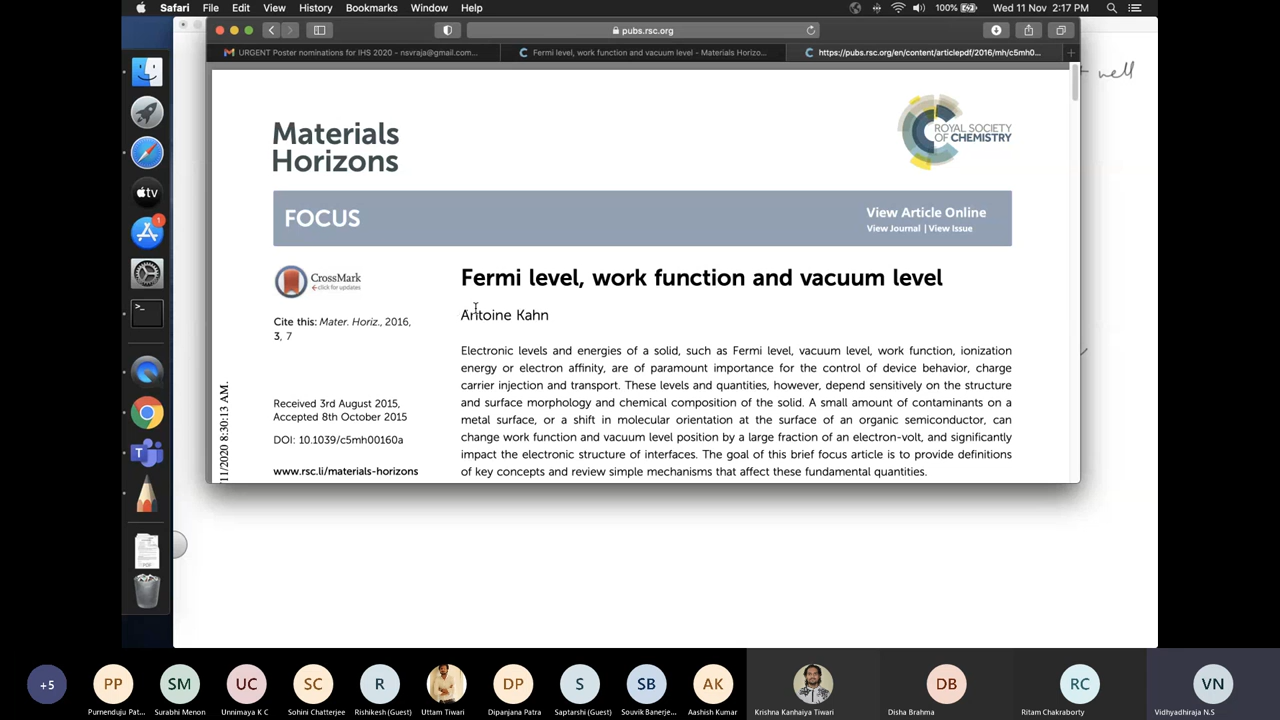 Safari File Edit View History Bookmarks Window Help 100% Wed 11 Nov 2:17 PM
pubs.rsc.org
URGENT Poster nominations for IHS 2020 - nsvraja@gmail.com... Fermi level, work function and vacuum level - Materials Horizo... https://pubs.rsc.org/en/content/articlepdf/2016/mh/c5mh0...
well
Materials
Horizons
ROYAL SOCIETY
OF CHEMISTRY
FOCUS
View Article Online
View Journal | View Issue
CrossMark
click for updates
Fermi level, work function and vacuum level
Antoine Kahn
Cite this: Mater. Horiz., 2016,
3, 7
Electronic levels and energies of a solid, such as Fermi level, vacuum level, work function, ionization
energy or electron affinity, are of paramount importance for the control of device behavior, charge
carrier injection and transport. These levels and quantities, however, depend sensitively on the structure
and surface morphology and chemical composition of the solid. A small amount of contaminants on a
metal surface, or a shift in molecular orientation at the surface of an organic semiconductor, can
change work function and vacuum level position by a large fraction of an electron-volt, and significantly
impact the electronic structure of interfaces. The goal of this brief focus article is to provide definitions
of key concepts and review simple mechanisms that affect these fundamental quantities.
Received 3rd August 2015,
Accepted 8th October 2015
DOI: 10.1039/c5mh00160a
www.rsc.li/materials-horizons
11/2020 8:30:13 AM.
tv
1
PDF
+5 PP SM UC SC R DP S SB AK DB RC VN
Purnenduju Pat... Surabhi Menon Unnimaya K C Sohini Chatterjee Rishikesh (Guest) Uttam Tiwari Dipanjana Patra Saptarshi (Guest) Souvik Banerje... Aashish Kumar Krishna Kanhaiya Tiwari Disha Brahma Ritam Chakraborty Vidhyadhiraja N.S